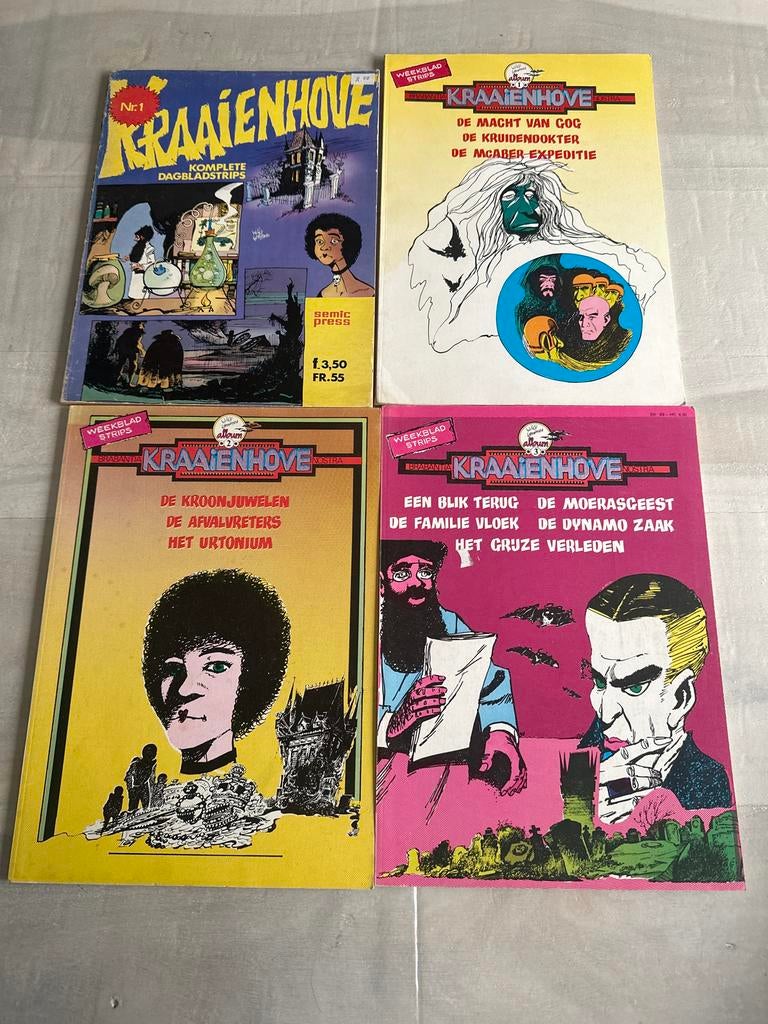 Nr.1
KRAAiENHOVE
KOMPLETE
DAGBLADSTRIPS
semic
press
f.3,50
FR.55
WEEKBLAD
STRIPS
album
1
BRABANTIA
KRAAiENHOVE
NOSTRA
DE MACHT VAN GOG
DE KRUIDENDOKTER
DE McABER EXPEDITIE
WEEKBLAD
STRIPS
album
2
BRABANTIA
KRAAiENHOVE
NOSTRA
DE KROONJUWELEN
DE AFVALVRETERS
HET URTONIUM
WEEKBLAD
STRIPS
album
3
BRABANTIA
KRAAiENHOVE
NOSTRA
EEN BLIK TERUG DE MOERASGEEST
DE FAMILIE VLOEK DE DYNAMO ZAAK
HET GRIJZE VERLEDEN